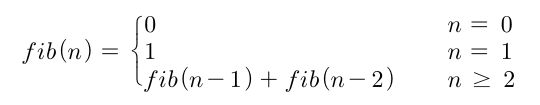 0 n = 0
fib(n) = { 1 n = 1
fib(n−1) + fib(n−2) n ≥ 2